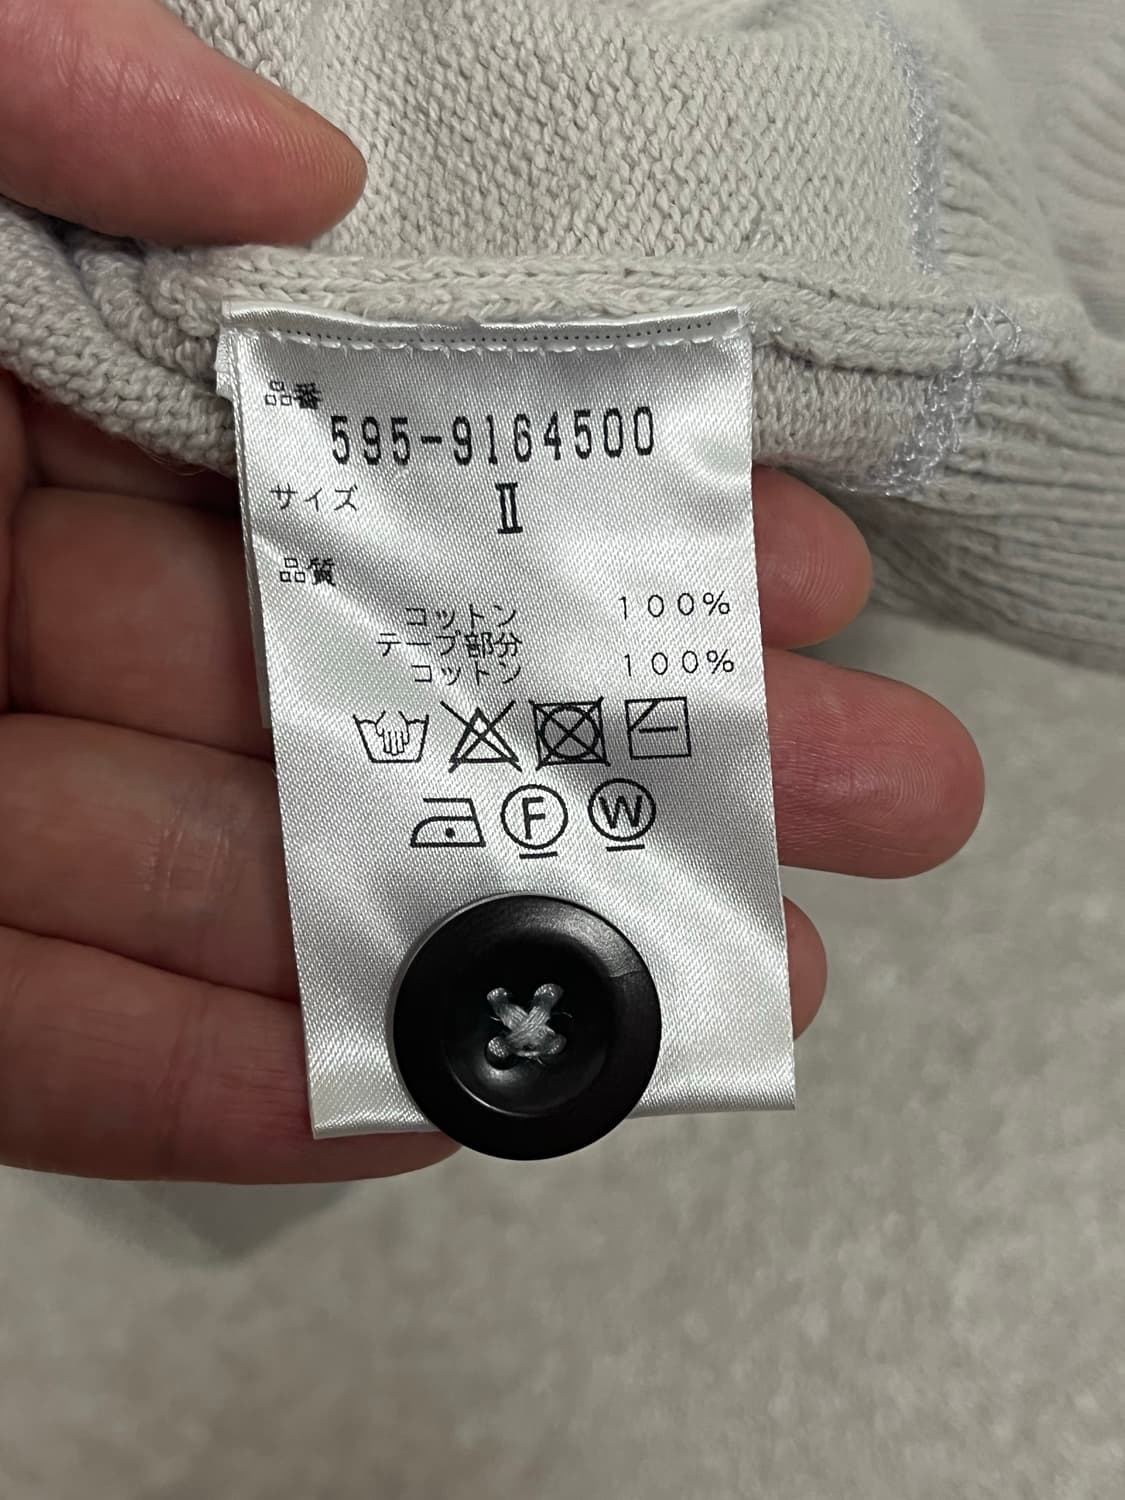 品番
595-9164500
サイズ
Ⅱ
品質
コットン 100%
テープ部分
コットン 100%
F W